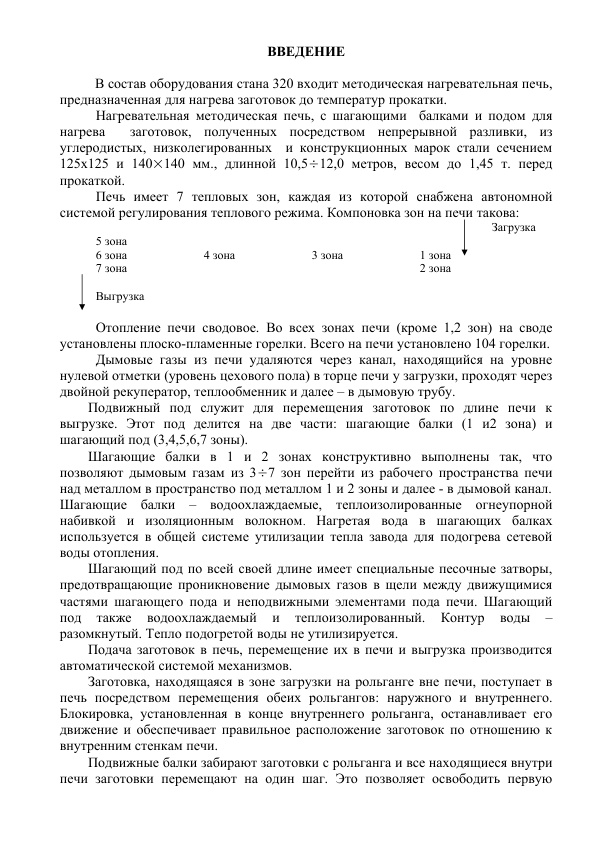 ВВЕДЕНИЕ
В состав оборудования стана 320 входит методическая нагревательная печь,
предназначенная для нагрева заготовок до температур прокатки.
Нагревательная методическая печь, с шагающими балками и подом для
нагрева заготовок, полученных посредством непрерывной разливки, из
углеродистых, низколегированных и конструкционных марок стали сечением
125х125 и 140×140 мм., длинной 10,5÷12,0 метров, весом до 1,45 т. перед
прокаткой.
Печь имеет 7 тепловых зон, каждая из которой снабжена автономной
системой регулирования теплового режима. Компоновка зон на печи такова:
Загрузка
5 зона
6 зона 4 зона 3 зона 1 зона
7 зона 2 зона
Выгрузка
Отопление печи сводовое. Во всех зонах печи (кроме 1,2 зон) на своде
установлены плоско-пламенные горелки. Всего на печи установлено 104 горелки.
Дымовые газы из печи удаляются через канал, находящийся на уровне
нулевой отметки (уровень цехового пола) в торце печи у загрузки, проходят через
двойной рекуператор, теплообменник и далее – в дымовую трубу.
Подвижный под служит для перемещения заготовок по длине печи к
выгрузке. Этот под делится на две части: шагающие балки (1 и2 зона) и
шагающий под (3,4,5,6,7 зоны).
Шагающие балки в 1 и 2 зонах конструктивно выполнены так, что
позволяют дымовым газам из 3÷7 зон перейти из рабочего пространства печи
над металлом в пространство под металлом 1 и 2 зоны и далее - в дымовой канал.
Шагающие балки – водоохлаждаемые, теплоизолированные огнеупорной
набивкой и изоляционным волокном. Нагретая вода в шагающих балках
используется в общей системе утилизации тепла завода для подогрева сетевой
воды отопления.
Шагающий под по всей своей длине имеет специальные песочные затворы,
предотвращающие проникновение дымовых газов в щели между движущимися
частями шагающего пода и неподвижными элементами пода печи. Шагающий
под также водоохлаждаемый и теплоизолированный. Контур воды –
разомкнутый. Тепло подогретой воды не утилизируется.
Подача заготовок в печь, перемещение их в печи и выгрузка производится
автоматической системой механизмов.
Заготовка, находящаяся в зоне загрузки на рольганге вне печи, поступает в
печь посредством перемещения обеих рольгангов: наружного и внутреннего.
Блокировка, установленная в конце внутреннего рольганга, останавливает его
движение и обеспечивает правильное расположение заготовок по отношению к
внутренним стенкам печи.
Подвижные балки забирают заготовки с рольганга и все находящиеся внутри
печи заготовки перемещают на один шаг. Это позволяет освободить первую